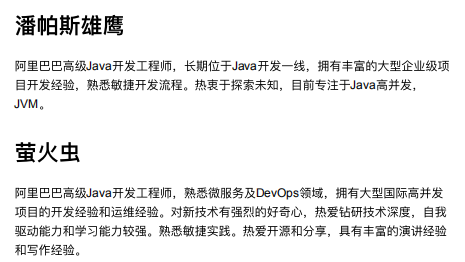 潘帕斯雄鹰
阿里巴巴高级Java开发工程师，长期位于Java开发一线，拥有丰富的大型企业级项
目开发经验，熟悉敏捷开发流程。热衷于探索未知，目前专注于Java高并发，
JVM。
萤火虫
阿里巴巴高级Java开发工程师，熟悉微服务及DevOps领域，拥有大型国际高并发
项目的开发经验和运维经验。对新技术有强烈的好奇心，热爱钻研技术深度，自我
驱动能力和学习能力较强。熟悉敏捷实践。热爱开源和分享，具有丰富的演讲经验
和写作经验。